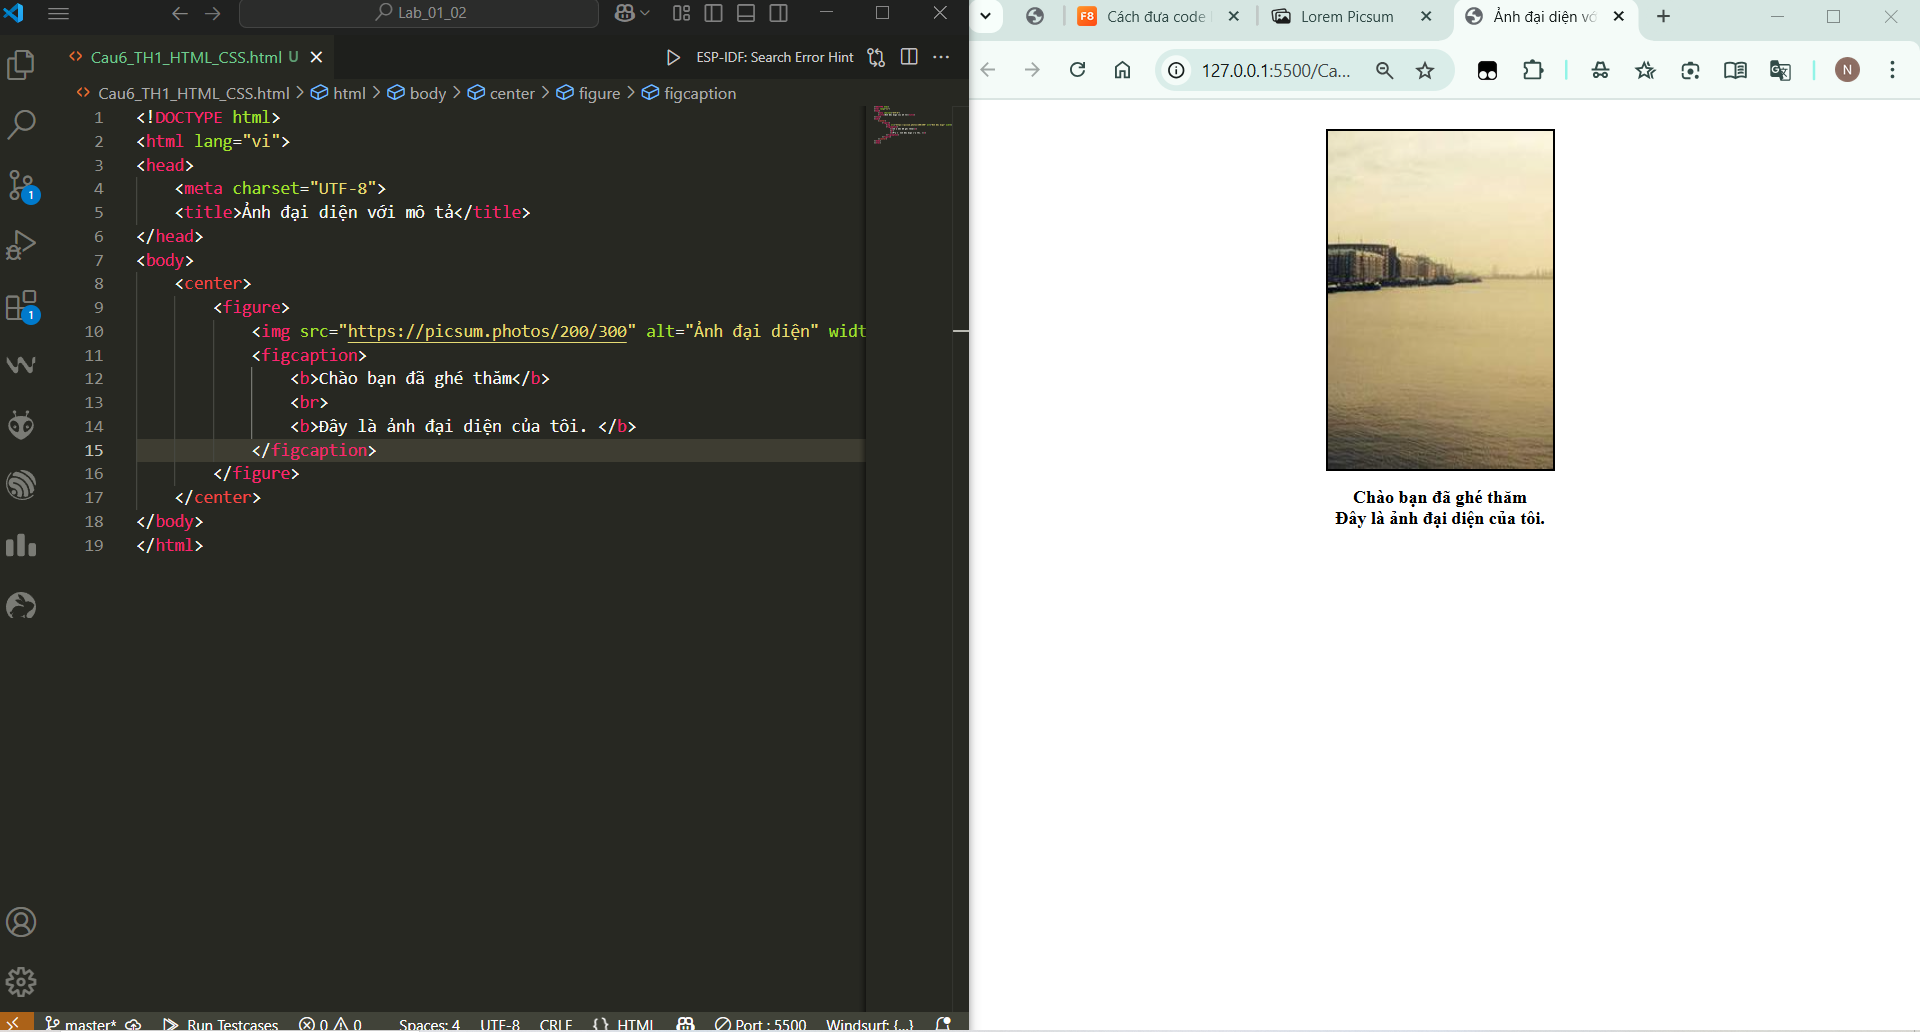 Lab_01_02
Cau6_TH1_HTML_CSS.html U
ESP-IDF: Search Error Hint
Cau6_TH1_HTML_CSS.html > html > body > center > figure > figcaption
1 <!DOCTYPE html>
2 <html lang="vi">
3 <head>
4 <meta charset="UTF-8">
5 <title>Ảnh đại diện với mô tả</title>
6 </head>
7 <body>
8 <center>
9 <figure>
10 <img src="https://picsum.photos/200/300" alt="Ảnh đại diện" widt
11 <figcaption>
12 <b>Chào bạn đã ghé thăm</b>
13 <br>
14 <b>Đây là ảnh đại diện của tôi. </b>
15 </figcaption>
16 </figure>
17 </center>
18 </body>
19 </html>
1
1
master* Run Testcases 0 0 Spaces: 4 UTF-8 CRLF {} HTML Port : 5500 Windsurf: {...}
F8 Cách đưa code
Lorem Picsum
Ảnh đại diện vớ
127.0.0.1:5500/Ca...
N
Chào bạn đã ghé thăm
Đây là ảnh đại diện của tôi.